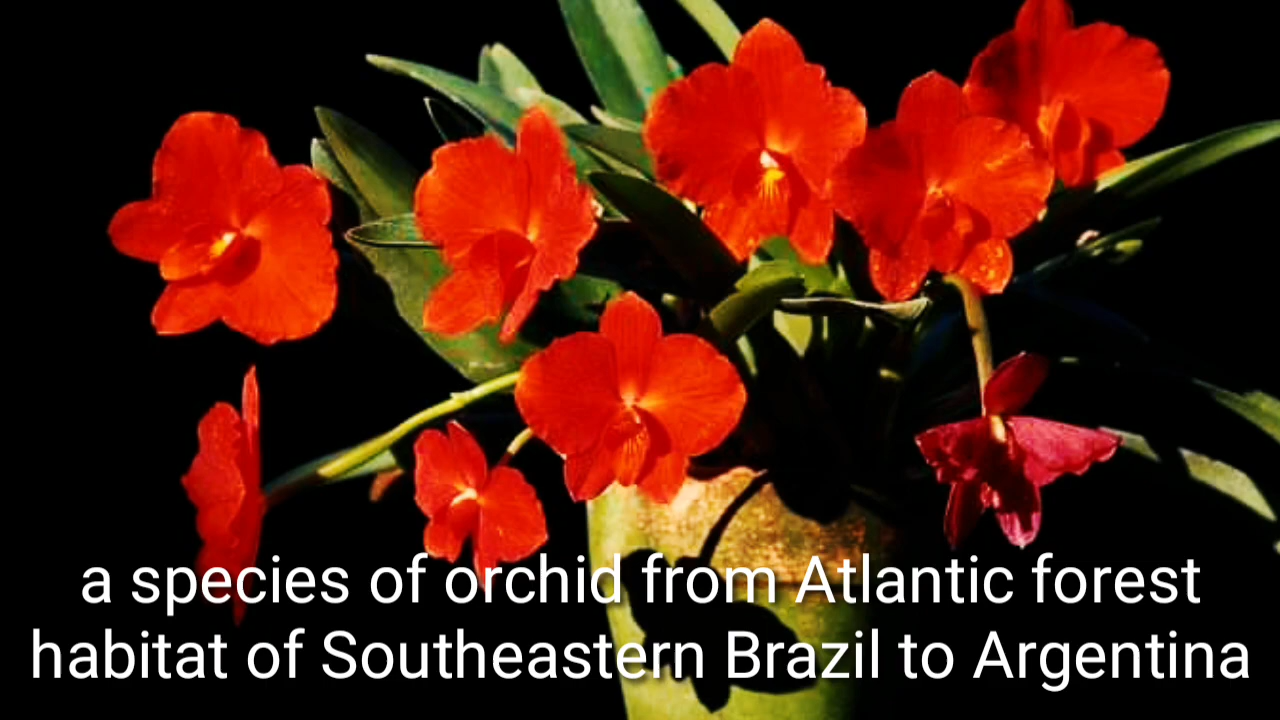 a species of orchid from Atlantic forest
habitat of Southeastern Brazil to Argentina